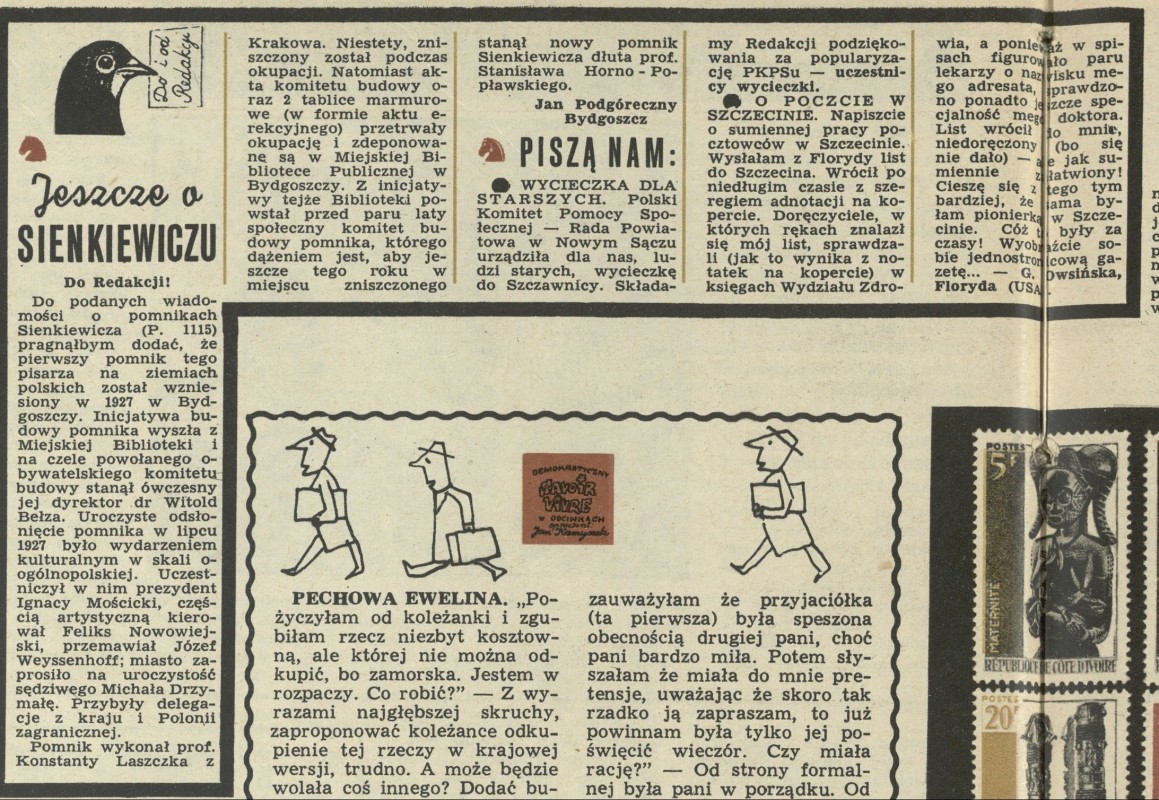 Do i od
Redakcji
Jeszcze o
SIENKIEWICZU
Do Redakcji!
Do podanych wiado-
mości o pomnikach
Sienkiewicza (P. 1115)
pragnąłbym dodać, że
pierwszy pomnik tego
pisarza na ziemiach
polskich został wznie-
siony w 1927 w Byd-
goszczy. Inicjatywa bu-
dowy pomnika wyszła z
Miejskiej Biblioteki i
na czele powołanego o-
bywatelskiego komitetu
budowy stanął ówczesny
jej dyrektor dr Witold
Bełza. Uroczyste odsło-
nięcie pomnika w lipcu
1927 było wydarzeniem
kulturalnym w skali o-
ogólnopolskiej. Uczest-
niczył w nim prezydent
Ignacy Mościcki, częś-
cią artystyczną kiero-
wał Feliks Nowowiej-
ski, przemawiał Józef
Weyssenhoff; miasto za-
prosiło na uroczystość
sędziwego Michała Drzy-
małę. Przybyły delega-
cje z kraju i Polonii
zagranicznej.
Pomnik wykonał prof.
Konstanty Laszczka z
Krakowa. Niestety, zni-
szczony został podczas
okupacji. Natomiast ak-
ta komitetu budowy o-
raz 2 tablice marmuro-
we (w formie aktu e-
rekcyjnego) przetrwały
okupację i zdeponowa-
ne są w Miejskiej Bi-
bliotece Publicznej w
Bydgoszczy. Z inicjaty-
wy tejże Biblioteki po-
wstał przed paru laty
społeczny komitet bu-
dowy pomnika, którego
dążeniem jest, aby je-
szcze tego roku w
miejscu zniszczonego
stanął nowy pomnik
Sienkiewicza dłuta prof.
Stanisława Horno-Po-
pławskiego.
Jan Podgóreczny
Bydgoszcz
PISZĄ NAM:
WYCIECZKA DLA
STARSZYCH. Polski
Komitet Pomocy Spo-
łecznej — Rada Powia-
towa w Nowym Sączu
urządziła dla nas, lu-
dzi starych, wycieczkę
do Szczawnicy. Składa-
my Redakcji podzięko-
wania za popularyza-
cję PKPSu — uczestni-
cy wycieczki.
O POCZCIE W
SZCZECINIE. Napiszcie
o sumiennej pracy po-
cztowców w Szczecinie.
Wysłałam z Florydy list
do Szczecina. Wrócił po
niedługim czasie z sze-
regiem adnotacji na ko-
percie. Doręczyciele, w
których rękach znalazł
się mój list, sprawdza-
li (jak to wynika z no-
tatek na kopercie) w
księgach Wydziału Zdro-
wia, a ponieważ w spi-
sach figurowało paru
lekarzy o nazwisku me-
go adresata, sprawdzo-
no ponadto jeszcze spe-
cjalność mego doktora.
List wrócił do mnie,
niedoręczony (bo się
nie dało) — ale jak su-
miennie załatwiony!
Cieszę się z tego tym
bardziej, że sama by-
łam pionierką w Szcze-
cinie. Cóż to były za
czasy! Wyobraźcie so-
bie jednostronicową ga-
zetę... — G. Owsińska,
Floryda (USA).
DEMOKRATYCZNY
SAVOIR
VIVRE
W ODCINKACH
Jan Kamyczek
PECHOWA EWELINA. „Po-
życzyłam od koleżanki i zgu-
biłam rzecz niezbyt kosztow-
ną, ale której nie można od-
kupić, bo zamorska. Jestem w
rozpaczy. Co robić?” — Z wy-
razami najgłębszej skruchy,
zaproponować koleżance odku-
pienie tej rzeczy w krajowej
wersji, trudno. A może będzie
wolała coś innego? Dodać bu-
zauważyłam że przyjaciółka
(ta pierwsza) była speszona
obecnością drugiej pani, choć
pani bardzo miła. Potem sły-
szałam że miała do mnie pre-
tensje, uważając że skoro tak
rzadko ją zapraszam, to już
powinnam była tylko jej po-
święcić wieczór. Czy miała
rację?” — Od strony formal-
nej była pani w porządku. Od
POSTES
5F
MATERNITÉ
RÉPUBLIQUE DE CÔTE D'IVOIRE
POSTES
20F